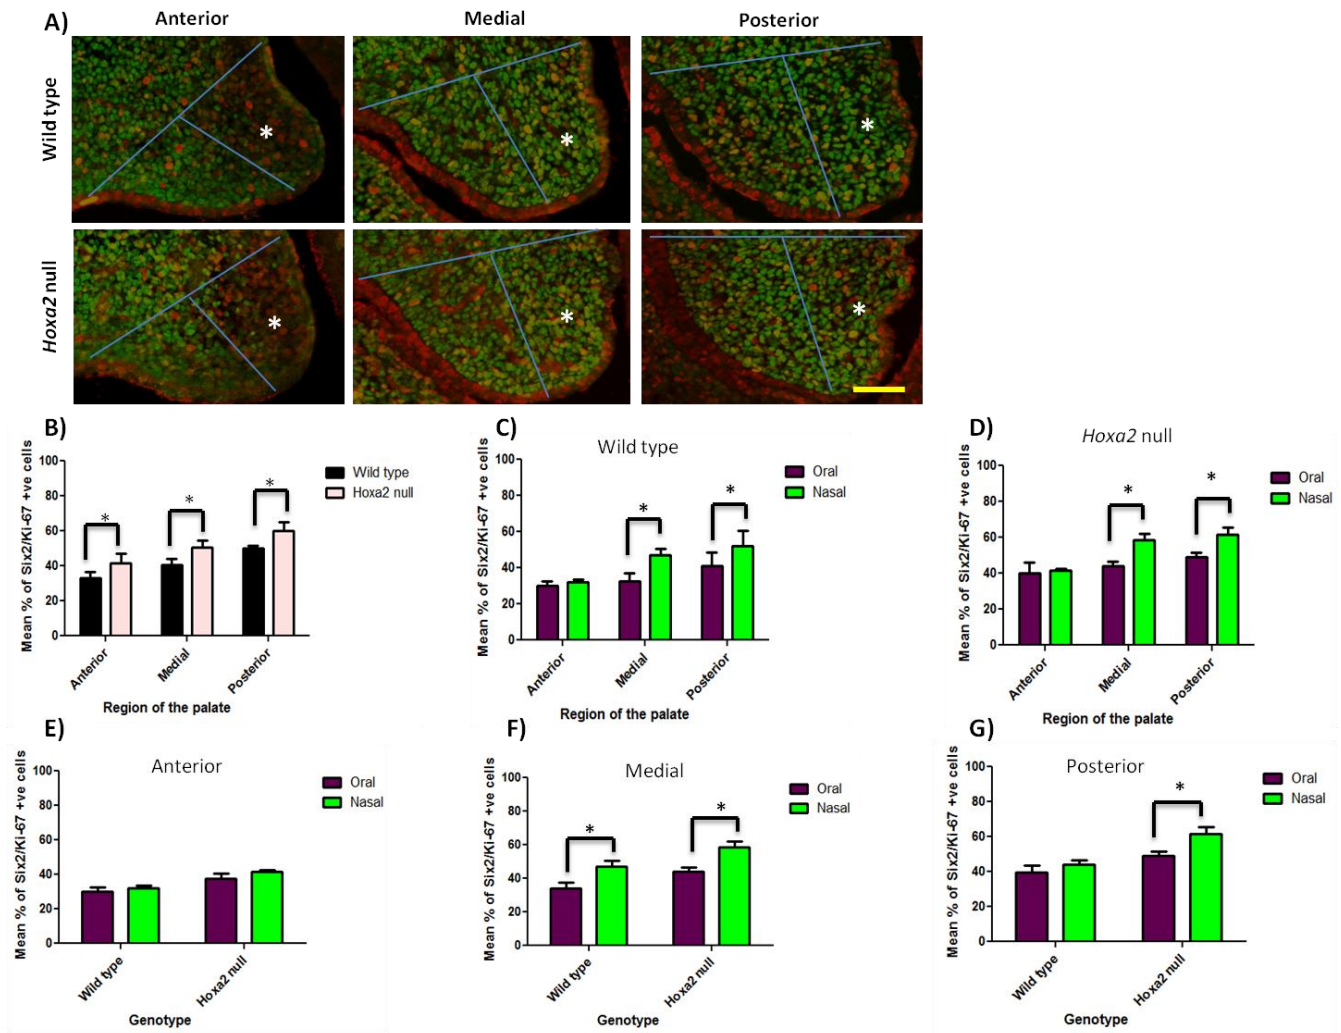 A)
Anterior
Medial
Posterior
Wild type
*
*
*
Hoxa2 null
*
*
*
B)
Mean % of Six2/Ki-67 +ve cells
100
80
60
40
20
0
*
*
*
Wild type
Hoxa2 null
Anterior
Medial
Posterior
Region of the palate
C)
Wild type
Mean % of Six2/Ki-67 +ve cells
100
80
60
40
20
0
*
*
Oral
Nasal
Anterior
Medial
Posterior
Region of the palate
D)
Hoxa2 null
Mean % of Six2/Ki-67 +ve cells
100
80
60
40
20
0
*
*
Oral
Nasal
Anterior
Medial
Posterior
Region of the palate
E)
Anterior
Mean % of Six2/Ki-67 +ve cells
100
80
60
40
20
0
Oral
Nasal
Wild type
Hoxa2 null
Genotype
F)
Medial
Mean % of Six2/Ki-67 +ve cells
100
80
60
40
20
0
*
*
Oral
Nasal
Wild type
Hoxa2 null
Genotype
G)
Posterior
Mean % of Six2/Ki-67 +ve cells
100
80
60
40
20
0
*
Oral
Nasal
Wild type
Hoxa2 null
Genotype